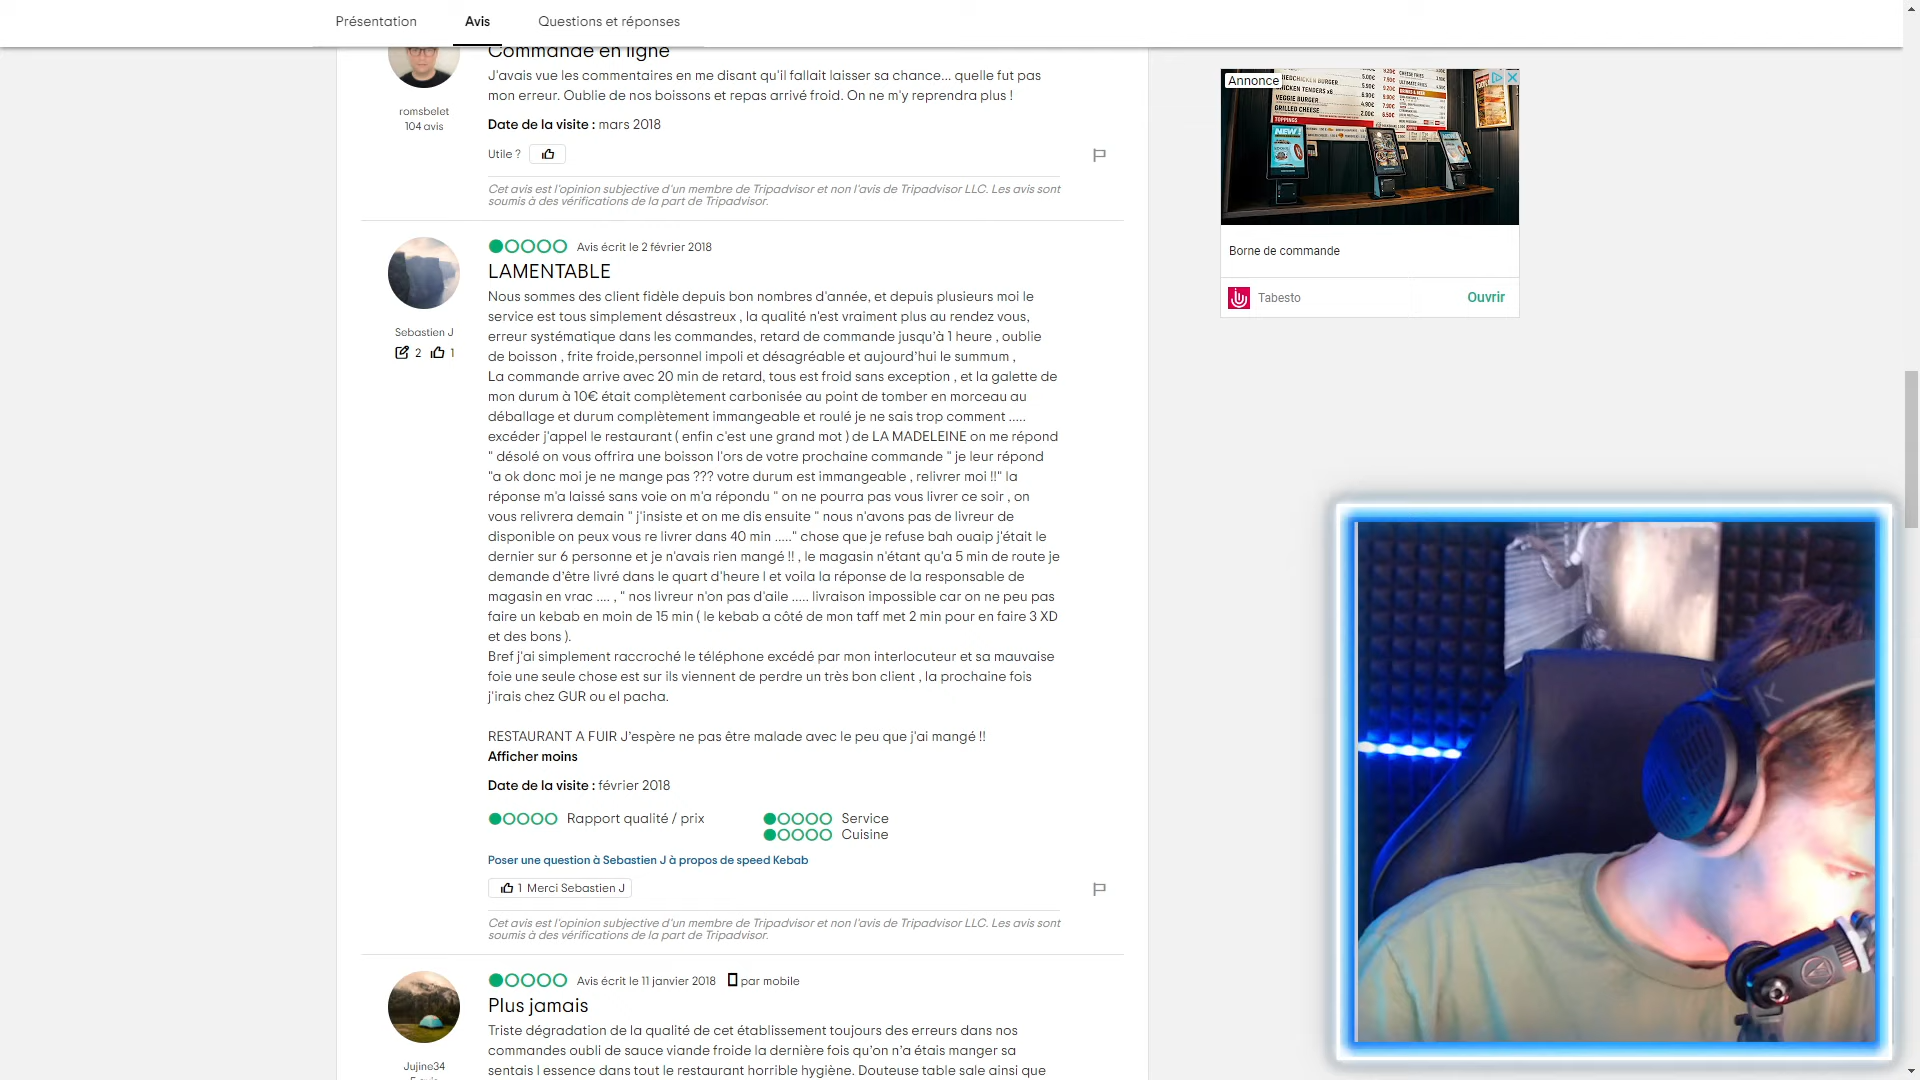 Présentation
Avis
Questions et réponses
Commande en ligne
J'avais vue les commentaires en me disant qu'il fallait laisser sa chance... quelle fut pas
mon erreur. Oublie de nos boissons et repas arrivé froid. On ne m'y reprendra plus !
romsbelet
104 avis
Date de la visite : mars 2018
Utile ?
Cet avis est l'opinion subjective d'un membre de Tripadvisor et non l'avis de Tripadvisor LLC. Les avis sont
soumis à des vérifications de la part de Tripadvisor.
Avis écrit le 2 février 2018
LAMENTABLE
Sebastien J
2 1
Nous sommes des client fidèle depuis bon nombres d'année, et depuis plusieurs moi le
service est tous simplement désastreux , la qualité n'est vraiment plus au rendez vous,
erreur systématique dans les commandes, retard de commande jusqu'à 1 heure , oublie
de boisson , frite froide,personnel impoli et désagréable et aujourd'hui le summum ,
La commande arrive avec 20 min de retard, tous est froid sans exception , et la galette de
mon durum à 10€ était complètement carbonisée au point de tomber en morceau au
déballage et durum complètement immangeable et roulé je ne sais trop comment .....
excéder j'appel le restaurant ( enfin c'est une grand mot ) de LA MADELEINE on me répond
" désolé on vous offrira une boisson l'ors de votre prochaine commande " je leur répond
"a ok donc moi je ne mange pas ??? votre durum est immangeable , relivrer moi !!" la
réponse m'a laissé sans voie on m'a répondu " on ne pourra pas vous livrer ce soir , on
vous relivrera demain " j'insiste et on me dis ensuite " nous n'avons pas de livreur de
disponible on peux vous re livrer dans 40 min ....." chose que je refuse bah ouaip j'était le
dernier sur 6 personne et je n'avais rien mangé !! , le magasin n'étant qu'a 5 min de route je
demande d'être livré dans le quart d'heure l et voila la réponse de la responsable de
magasin en vrac .... , " nos livreur n'on pas d'aile ..... livraison impossible car on ne peu pas
faire un kebab en moin de 15 min ( le kebab a côté de mon taff met 2 min pour en faire 3 XD
et des bons ).
Bref j'ai simplement raccroché le téléphone excédé par mon interlocuteur et sa mauvaise
foie une seule chose est sur ils viennent de perdre un très bon client , la prochaine fois
j'irais chez GUR ou el pacha.
RESTAURANT A FUIR J'espère ne pas être malade avec le peu que j'ai mangé !!
Afficher moins
Date de la visite : février 2018
Rapport qualité / prix
Service
Cuisine
Poser une question à Sebastien J à propos de speed Kebab
1 Merci Sebastien J
Cet avis est l'opinion subjective d'un membre de Tripadvisor et non l'avis de Tripadvisor LLC. Les avis sont
soumis à des vérifications de la part de Tripadvisor.
Avis écrit le 11 janvier 2018 par mobile
Plus jamais
Jujine34
Triste dégradation de la qualité de cet établissement toujours des erreurs dans nos
commandes oubli de sauce viande froide la dernière fois qu'on n'a étais manger sa
sentais l essence dans tout le restaurant horrible hygiène. Douteuse table sale ainsi que
Annonce
CHICKEN BURGER
CHICKEN TENDERS x6
VEGGIE BURGER
GRILLED CHEESE
TOPPINGS
NEW !
Borne de commande
Tabesto
Ouvrir